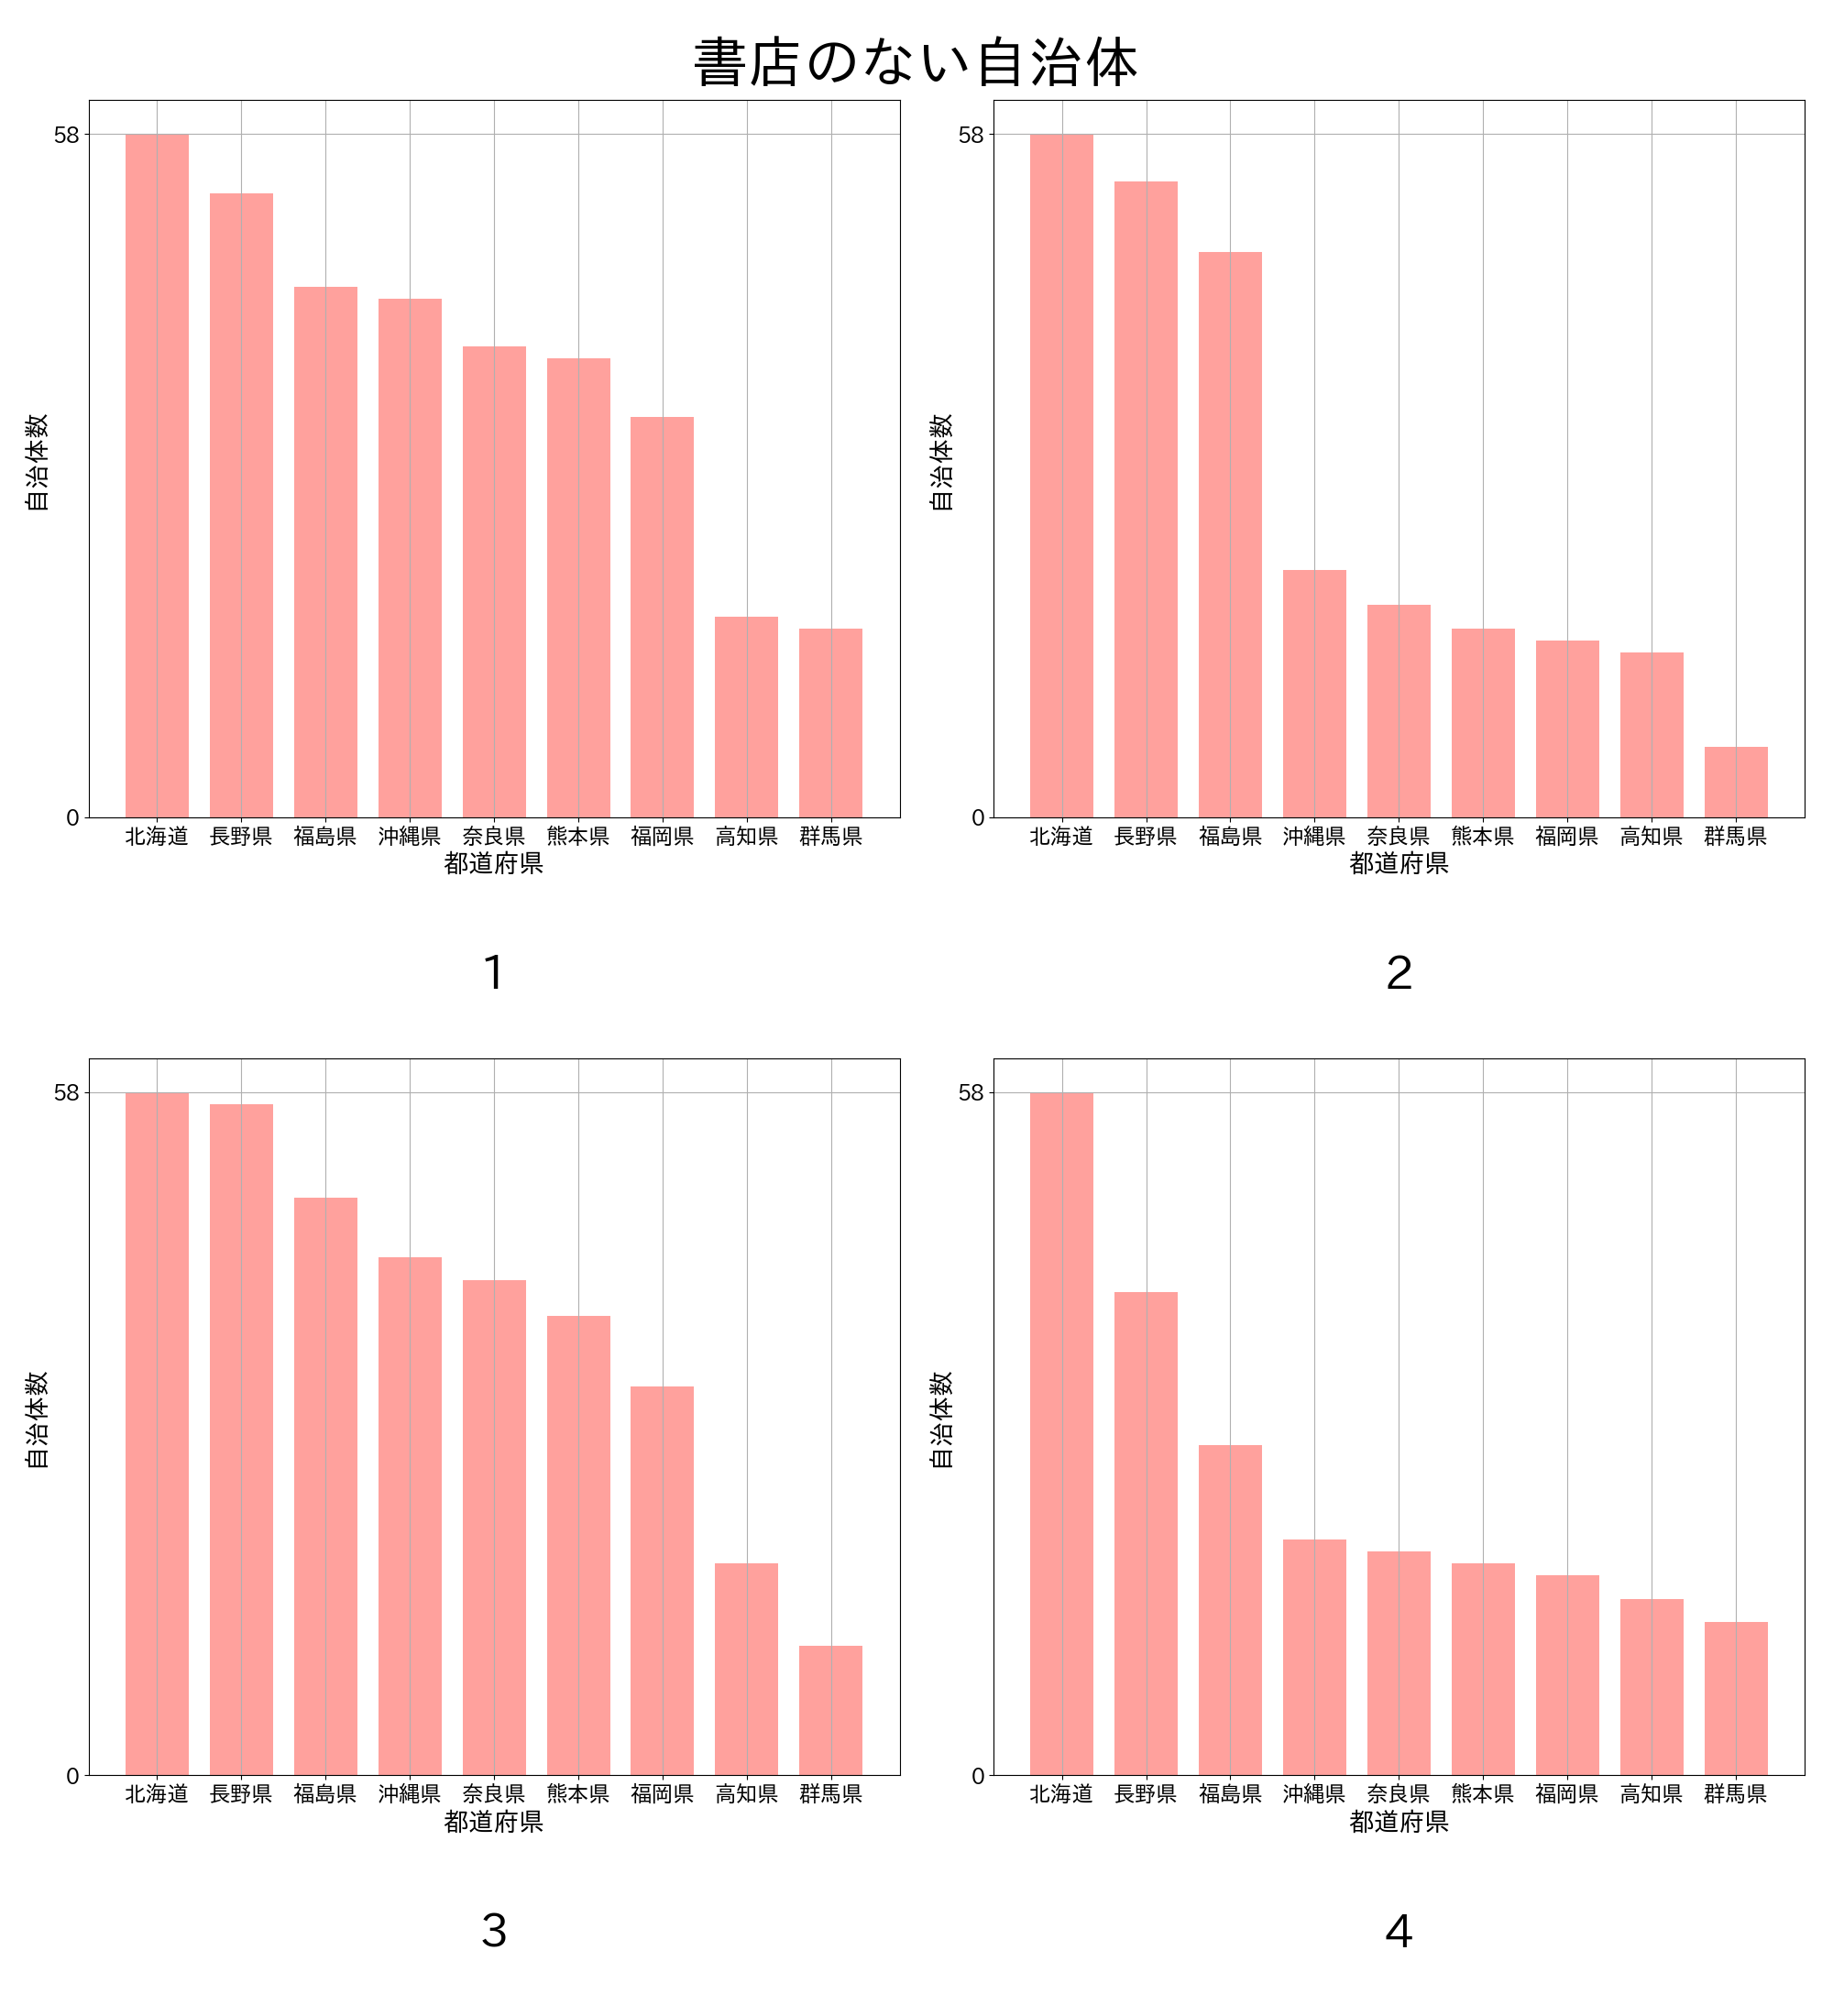 書店のない自治体
58
0
自治体数
北海道 長野県 福島県 沖縄県 奈良県 熊本県 福岡県 高知県 群馬県
都道府県
1
58
0
自治体数
北海道 長野県 福島県 沖縄県 奈良県 熊本県 福岡県 高知県 群馬県
都道府県
2
58
0
自治体数
北海道 長野県 福島県 沖縄県 奈良県 熊本県 福岡県 高知県 群馬県
都道府県
3
58
0
自治体数
北海道 長野県 福島県 沖縄県 奈良県 熊本県 福岡県 高知県 群馬県
都道府県
4